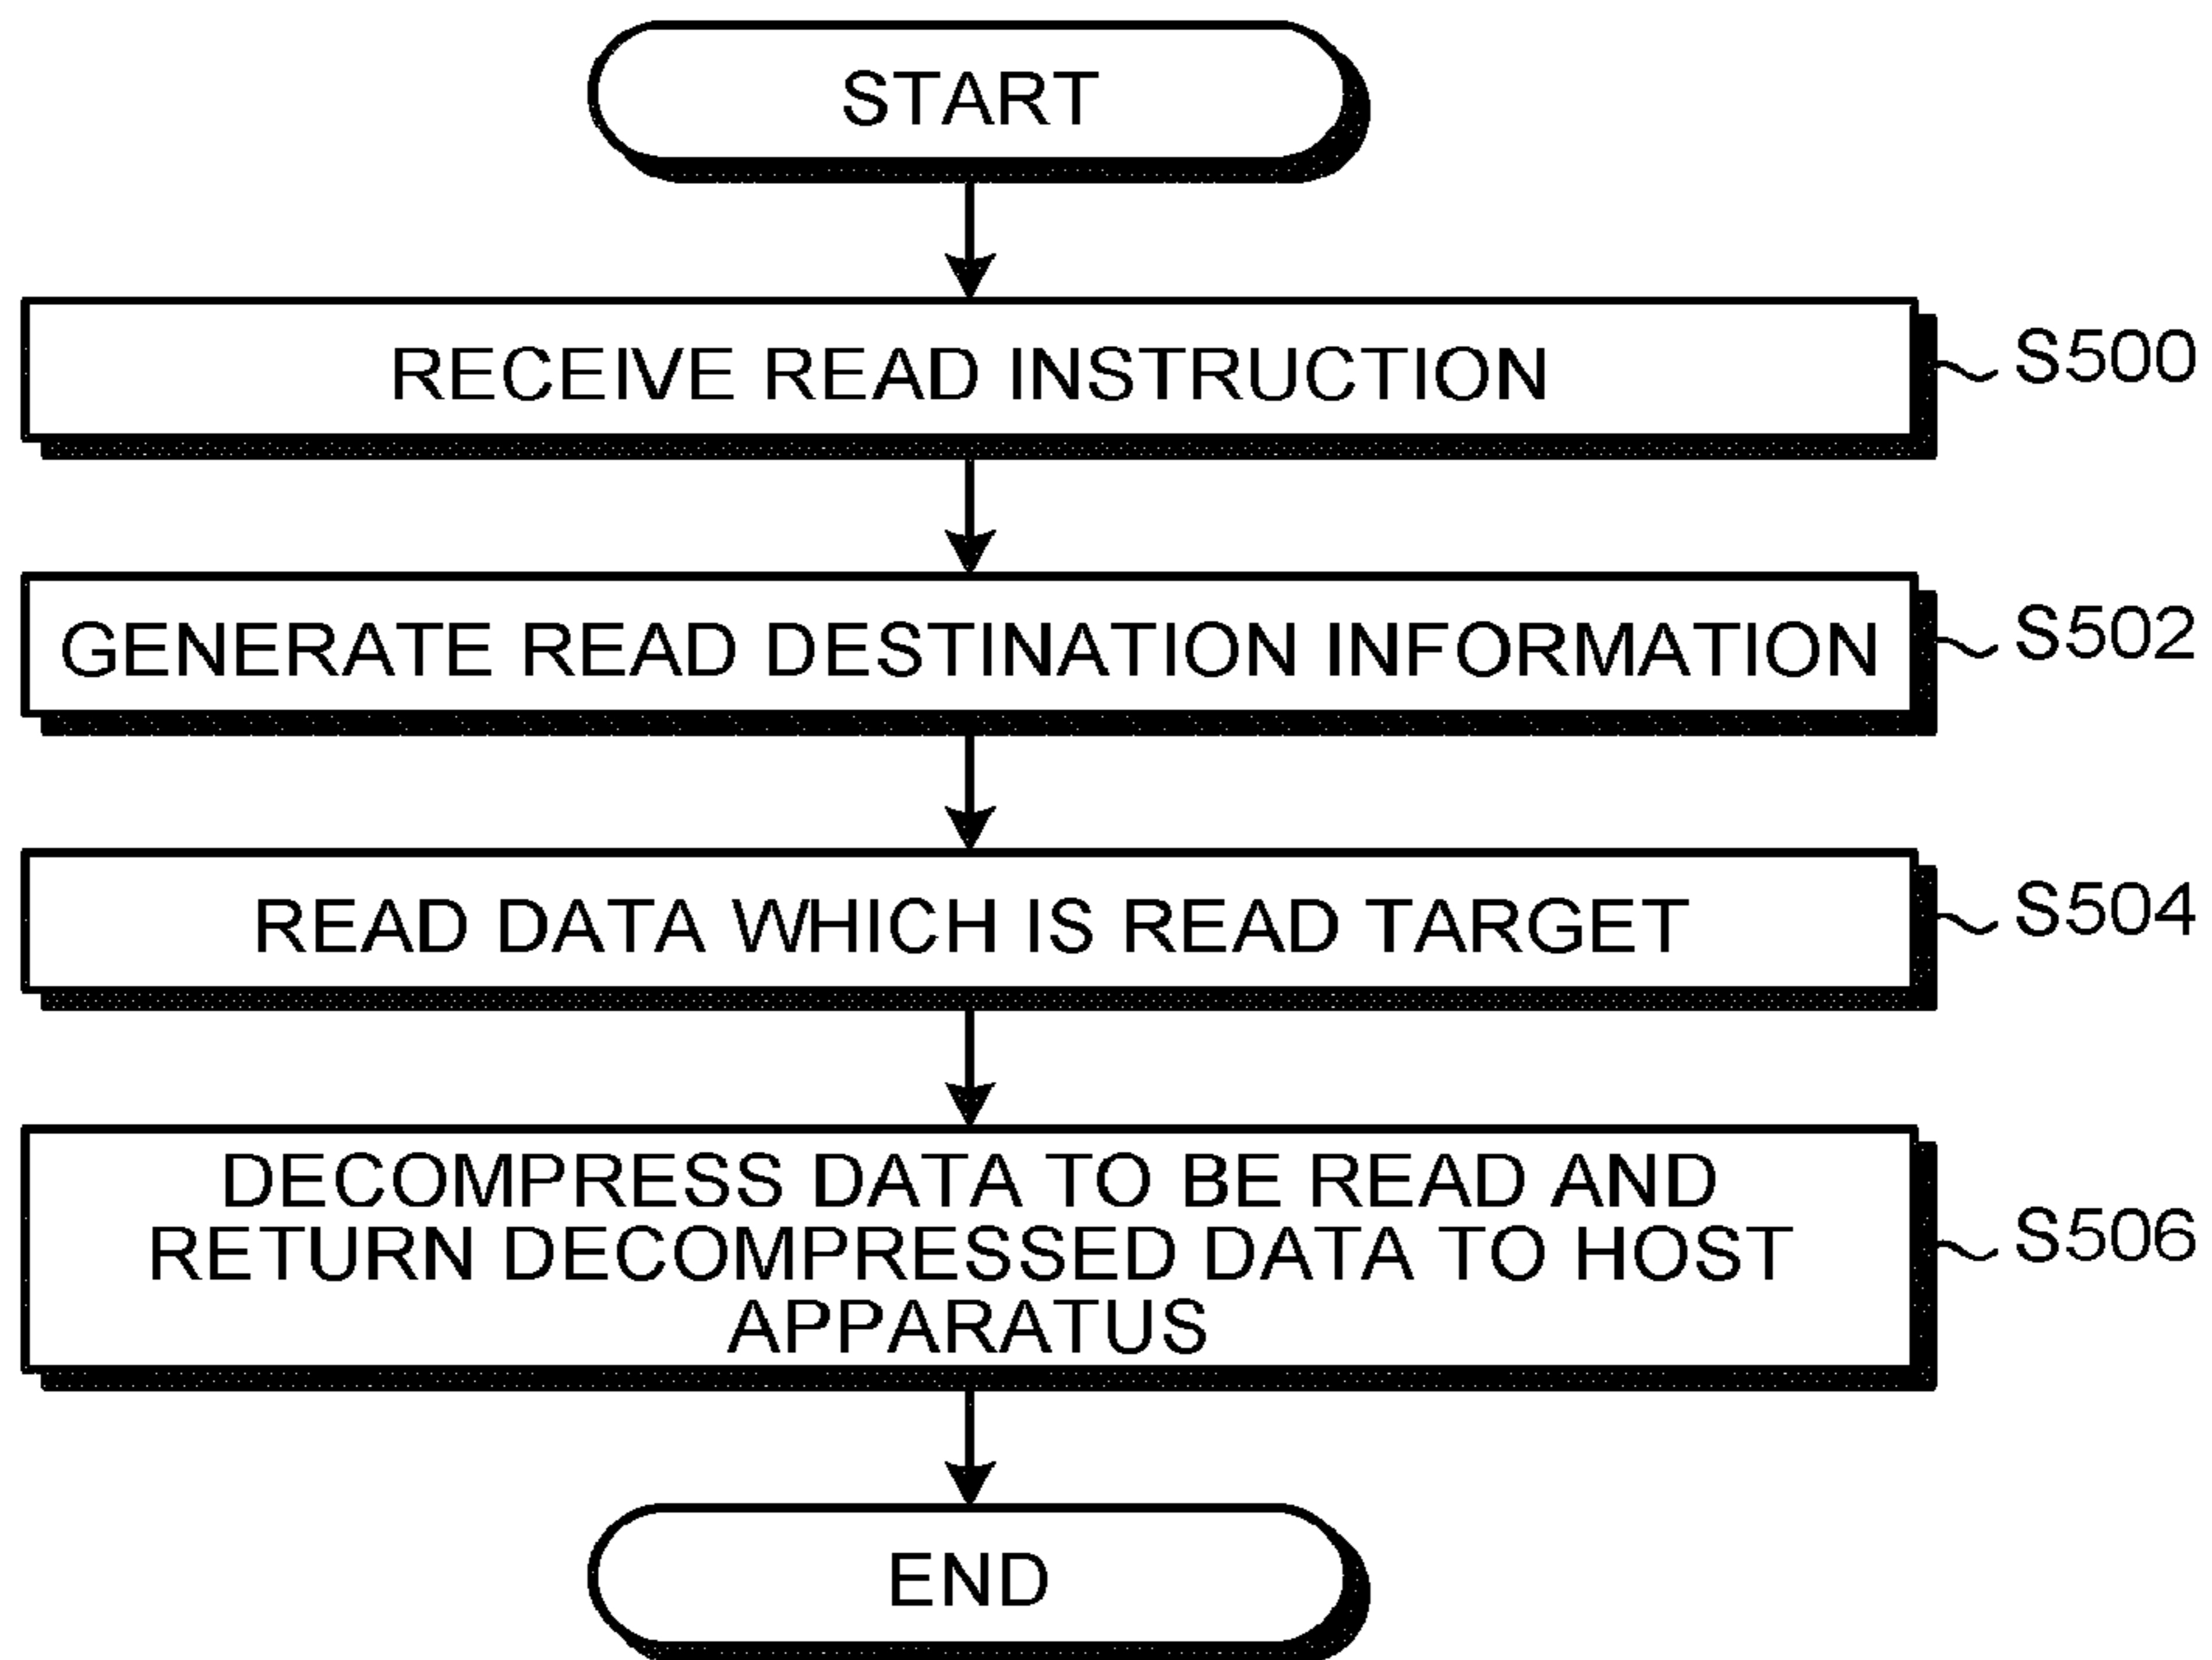 START
RECEIVE READ INSTRUCTION
S500
GENERATE READ DESTINATION INFORMATION
S502
READ DATA WHICH IS READ TARGET
S504
DECOMPRESS DATA TO BE READ AND
RETURN DECOMPRESSED DATA TO HOST
APPARATUS
S506
END